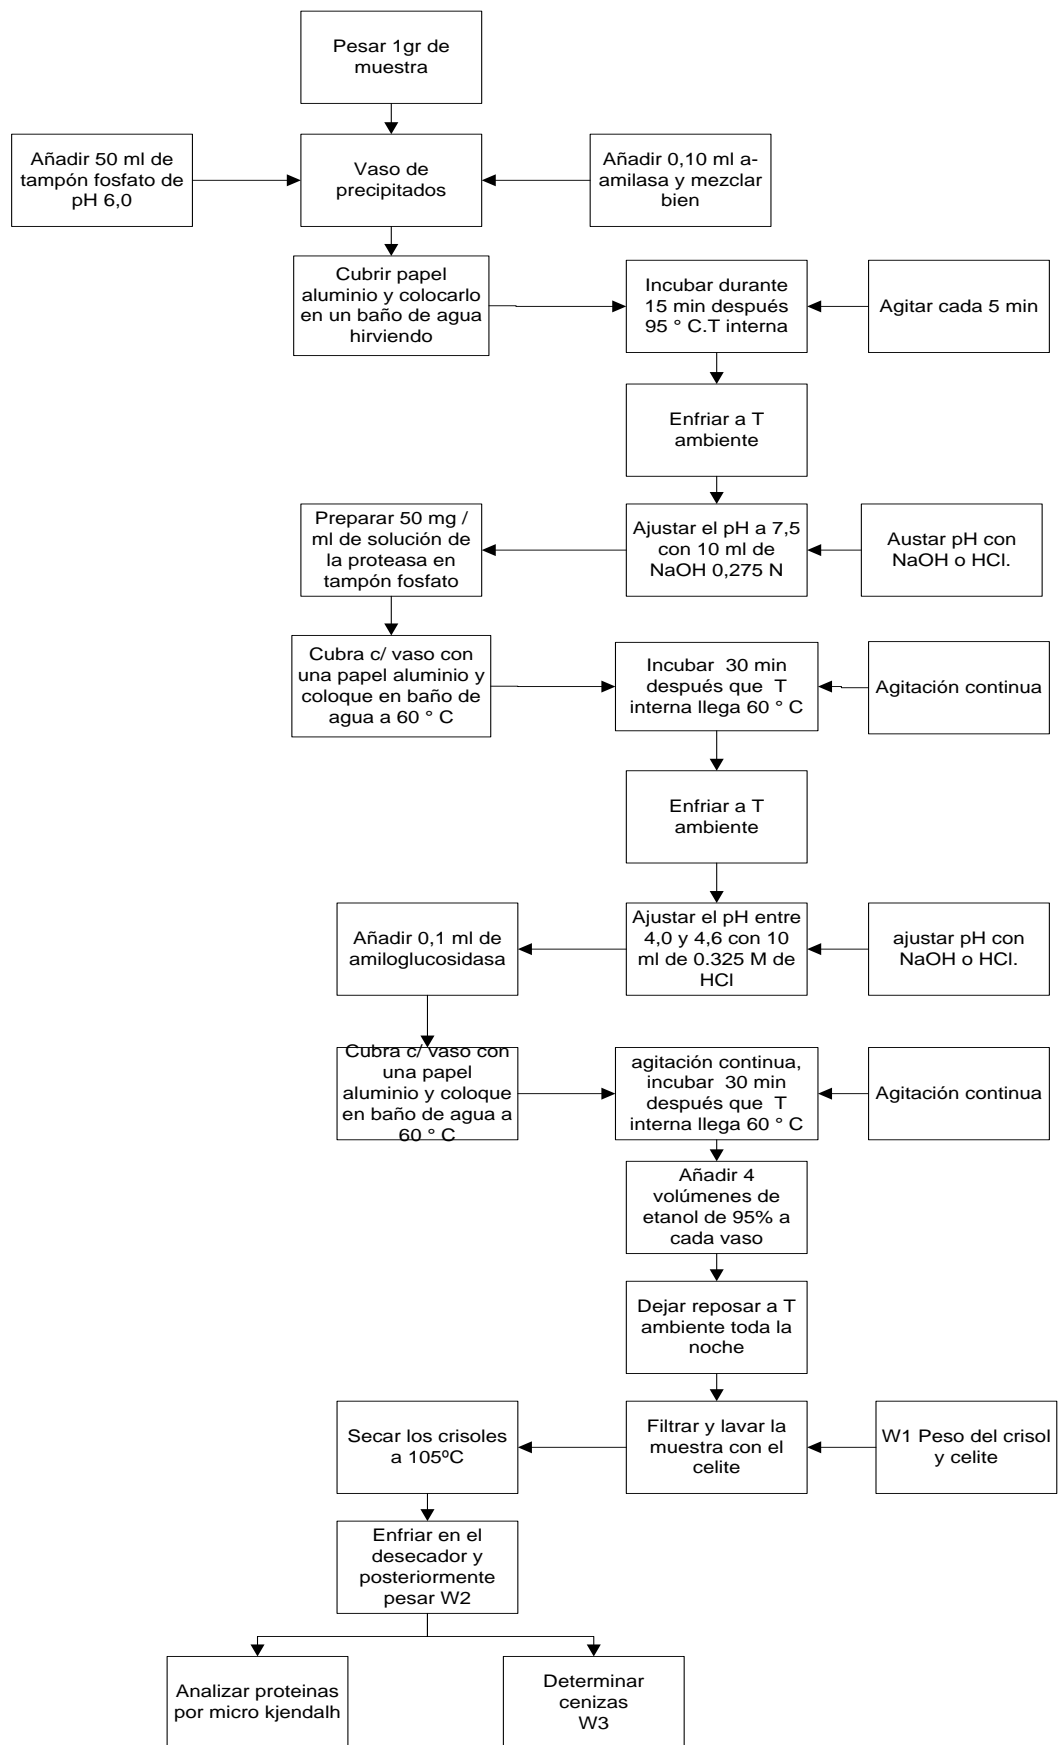 Pesar 1gr de
muestra
Añadir 50 ml de
tampón fosfato de
pH 6,0
Vaso de
precipitados
Añadir 0,10 ml a-
amilasa y mezclar
bien
Cubrir papel
aluminio y colocarlo
en un baño de agua
hirviendo
Incubar durante
15 min después
95 ° C.T interna
Agitar cada 5 min
Enfriar a T
ambiente
Preparar 50 mg /
ml de solución de
la proteasa en
tampón fosfato
Ajustar el pH a 7,5
con 10 ml de
NaOH 0,275 N
Austar pH con
NaOH o HCl.
Cubra c/ vaso con
una papel aluminio y
coloque en baño de
agua a 60 ° C
Incubar 30 min
después que T
interna llega 60 ° C
Agitación continua
Enfriar a T
ambiente
Añadir 0,1 ml de
amiloglucosidasa
Ajustar el pH entre
4,0 y 4,6 con 10
ml de 0.325 M de
HCl
ajustar pH con
NaOH o HCl.
Cubra c/ vaso con
una papel
aluminio y coloque
en baño de agua a
60 ° C
agitación continua,
incubar 30 min
después que T
interna llega 60 ° C
Agitación continua
Añadir 4
volúmenes de
etanol de 95% a
cada vaso
Dejar reposar a T
ambiente toda la
noche
Secar los crisoles
a 105ºC
Filtrar y lavar la
muestra con el
celite
W1 Peso del crisol
y celite
Enfriar en el
desecador y
posteriormente
pesar W2
Analizar proteinas
por micro kjendalh
Determinar
cenizas
W3